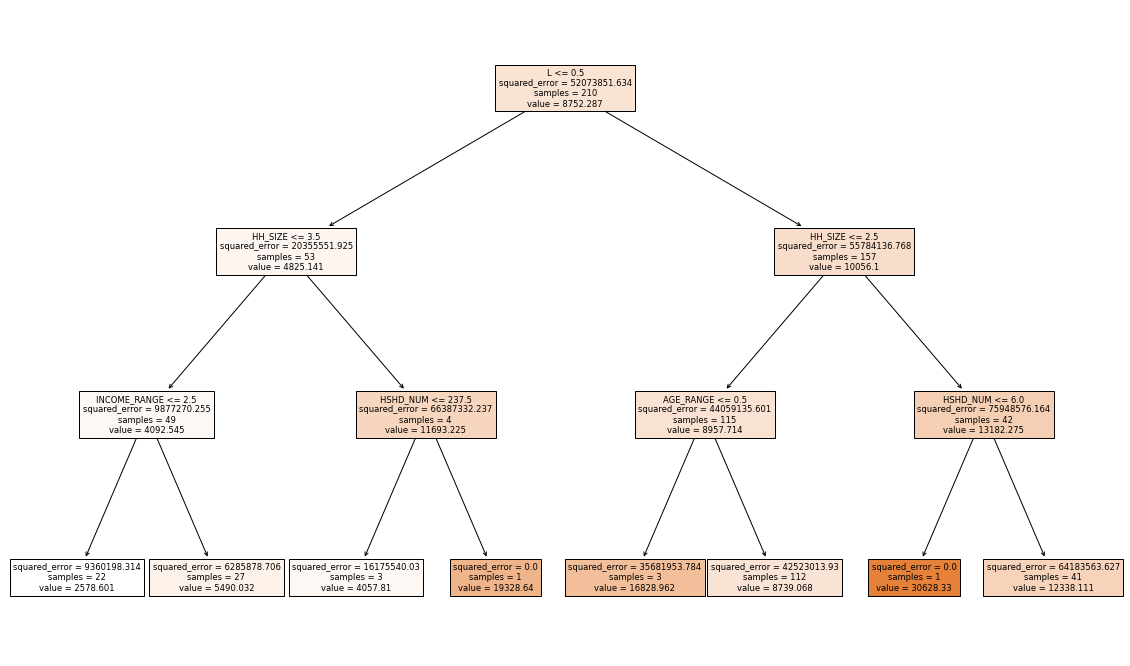 L <= 0.5
squared_error = 52073851.634
samples = 210
value = 8752.287
HH_SIZE <= 3.5
squared_error = 20355551.925
samples = 53
value = 4825.141
HH_SIZE <= 2.5
squared_error = 55784136.768
samples = 157
value = 10056.1
INCOME_RANGE <= 2.5
squared_error = 9877270.255
samples = 49
value = 4092.545
HSHD_NUM <= 237.5
squared_error = 66387332.237
samples = 4
value = 11693.225
AGE_RANGE <= 0.5
squared_error = 44059135.601
samples = 115
value = 8957.714
HSHD_NUM <= 6.0
squared_error = 75948576.164
samples = 42
value = 13182.275
squared_error = 9360198.314
samples = 22
value = 2578.601
squared_error = 6285878.706
samples = 27
value = 5490.032
squared_error = 16175540.03
samples = 3
value = 4057.81
squared_error = 0.0
samples = 1
value = 19328.64
squared_error = 35681953.784
samples = 3
value = 16828.962
squared_error = 42523013.93
samples = 112
value = 8739.068
squared_error = 0.0
samples = 1
value = 30628.33
squared_error = 64183563.627
samples = 41
value = 12338.111